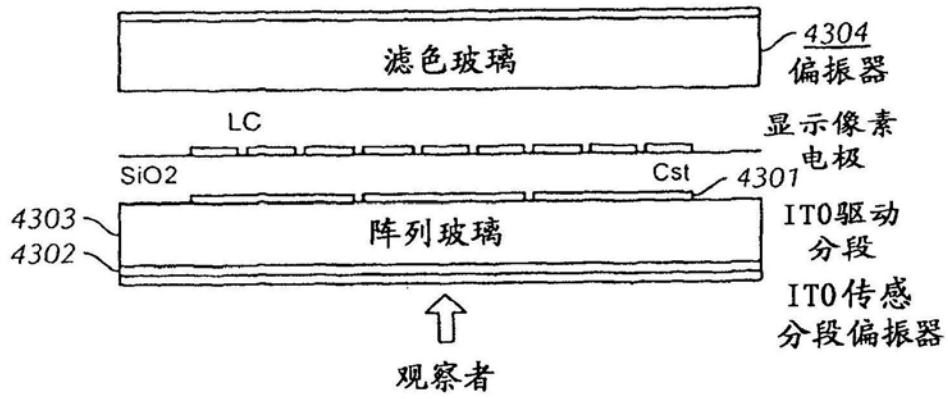 4304
滤色玻璃
偏振器
LC
显示像素
电极
SiO2
Cst
4301
4303
阵列玻璃
ITO驱动
分段
4302
ITO传感
分段偏振器
观察者